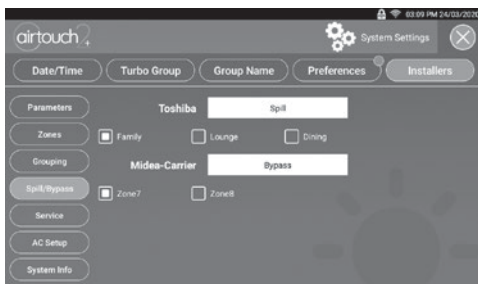 03:09 PM 24/03/2020
airtouch 2+
System Settings
Date/Time Turbo Group Group Name Preferences Installers
Parameters
Toshiba Spill
Zones
Family Lounge Dining
Grouping
Midea-Carrier Bypass
Spill/Bypass
Zone7 Zone8
Service
AC Setup
System Info